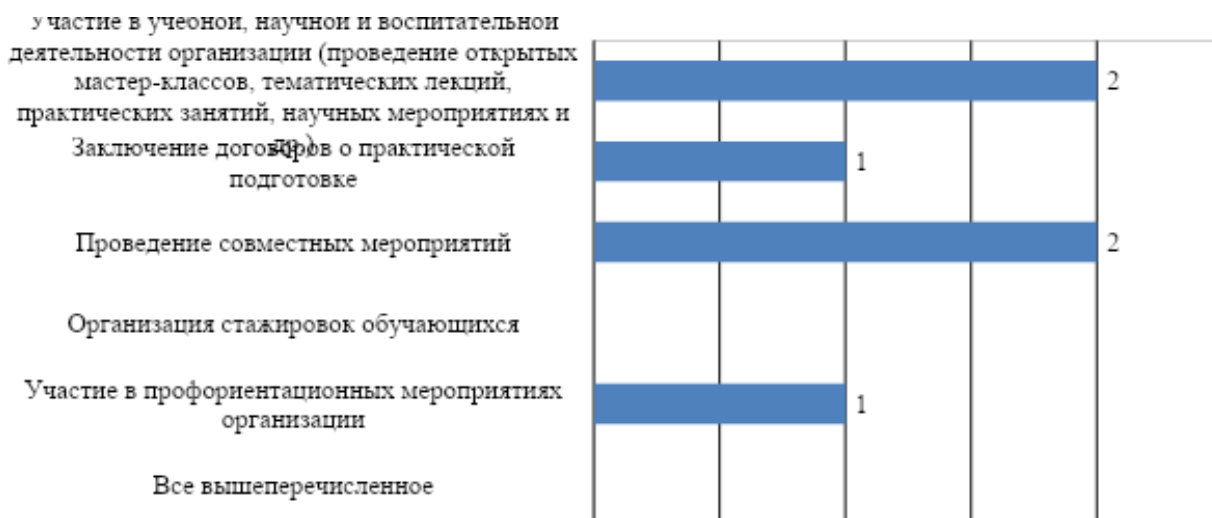 Участие в учебной, научной и воспитательной
деятельности организации (проведение открытых
мастер-классов, тематических лекций,
практических занятий, научных мероприятиях и
др.)
2
Заключение договоров о практической
подготовке
1
Проведение совместных мероприятий
2
Организация стажировок обучающихся
Участие в профориентационных мероприятиях
организации
1
Все вышеперечисленное